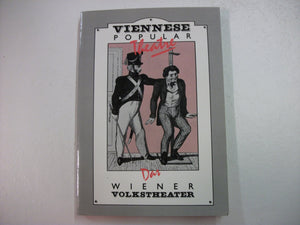 VIENNESE
POPULAR
Theatre
Das
WIENER
VOLKSTHEATER